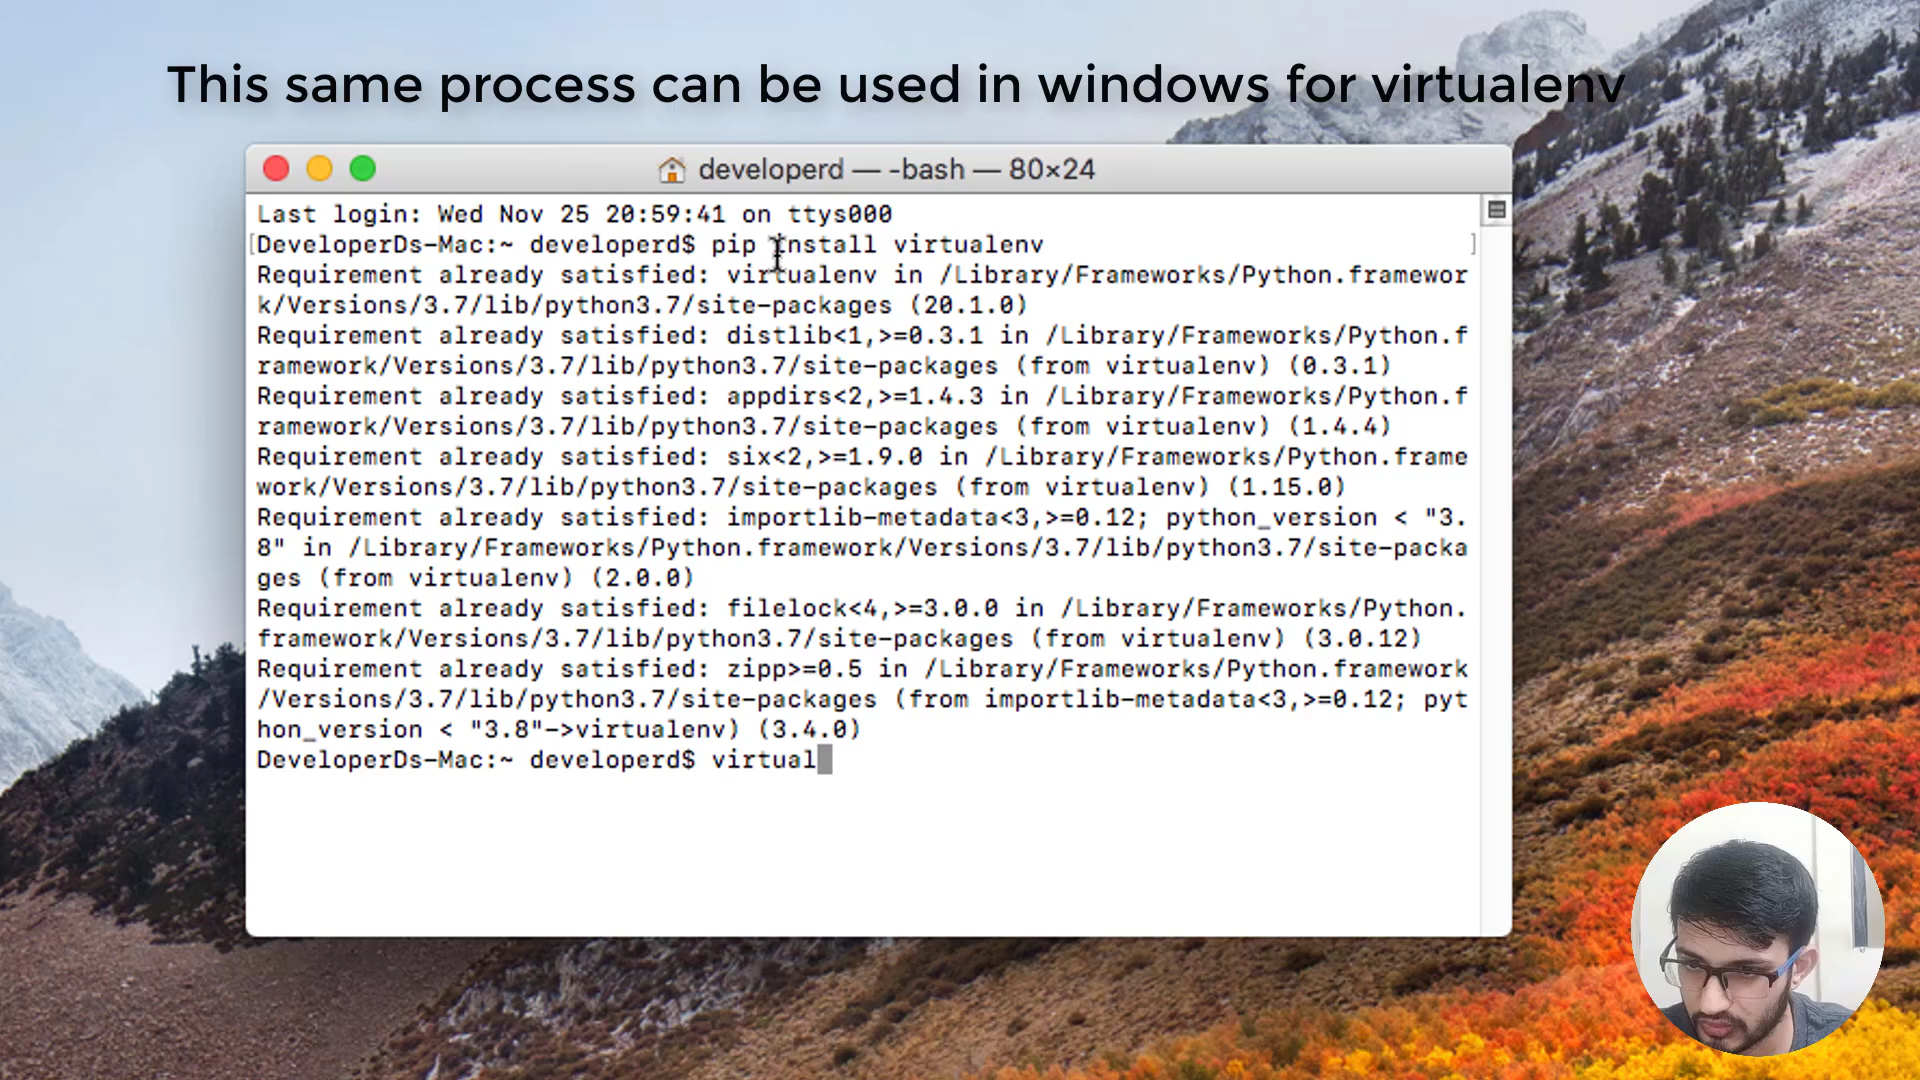 This same process can be used in windows for virtualenv
developerd — -bash — 80×24
Last login: Wed Nov 25 20:59:41 on ttys000
[DeveloperDs-Mac:~ developerd$ pip install virtualenv ]
Requirement already satisfied: virtualenv in /Library/Frameworks/Python.framewor
k/Versions/3.7/lib/python3.7/site-packages (20.1.0)
Requirement already satisfied: distlib<1,>=0.3.1 in /Library/Frameworks/Python.f
ramework/Versions/3.7/lib/python3.7/site-packages (from virtualenv) (0.3.1)
Requirement already satisfied: appdirs<2,>=1.4.3 in /Library/Frameworks/Python.f
ramework/Versions/3.7/lib/python3.7/site-packages (from virtualenv) (1.4.4)
Requirement already satisfied: six<2,>=1.9.0 in /Library/Frameworks/Python.frame
work/Versions/3.7/lib/python3.7/site-packages (from virtualenv) (1.15.0)
Requirement already satisfied: importlib-metadata<3,>=0.12; python_version < "3.
8" in /Library/Frameworks/Python.framework/Versions/3.7/lib/python3.7/site-packa
ges (from virtualenv) (2.0.0)
Requirement already satisfied: filelock<4,>=3.0.0 in /Library/Frameworks/Python.
framework/Versions/3.7/lib/python3.7/site-packages (from virtualenv) (3.0.12)
Requirement already satisfied: zipp>=0.5 in /Library/Frameworks/Python.framework
/Versions/3.7/lib/python3.7/site-packages (from importlib-metadata<3,>=0.12; pyt
hon_version < "3.8"->virtualenv) (3.4.0)
DeveloperDs-Mac:~ developerd$ virtual